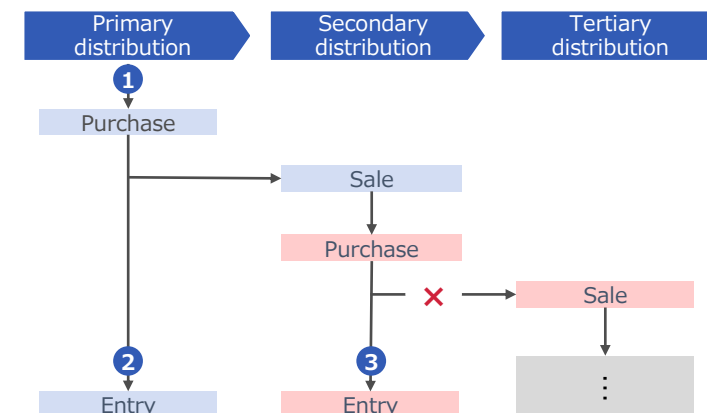 Primary
distribution
Secondary
distribution
Tertiary
distribution
1
Purchase
Sale
Purchase
Sale
2
3
Entry
Entry